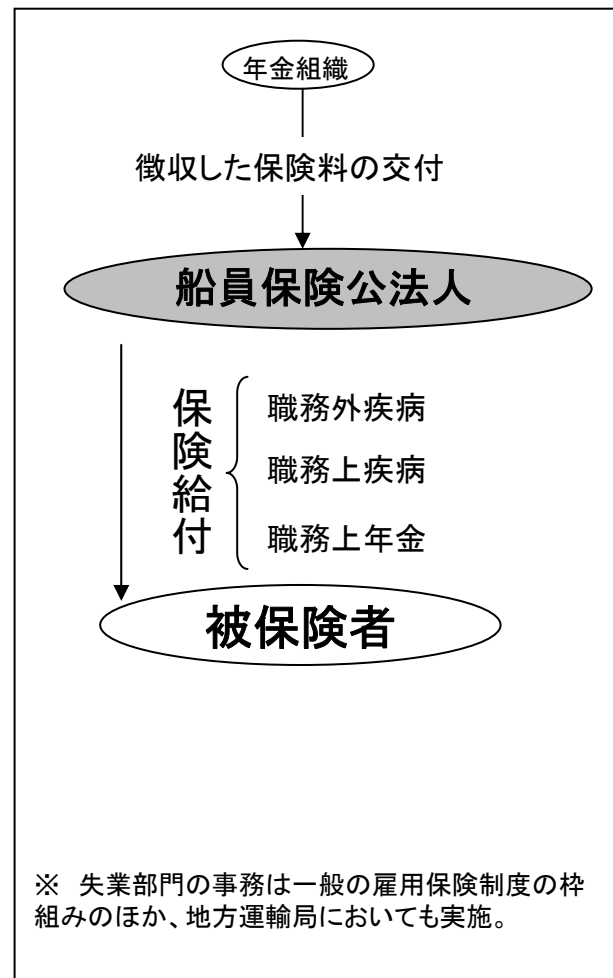 年金組織
徴収した保険料の交付
船員保険公法人
保険給付
職務外疾病
職務上疾病
職務上年金
被保険者
※　失業部門の事務は一般の雇用保険制度の枠
組みのほか、地方運輸局においても実施。